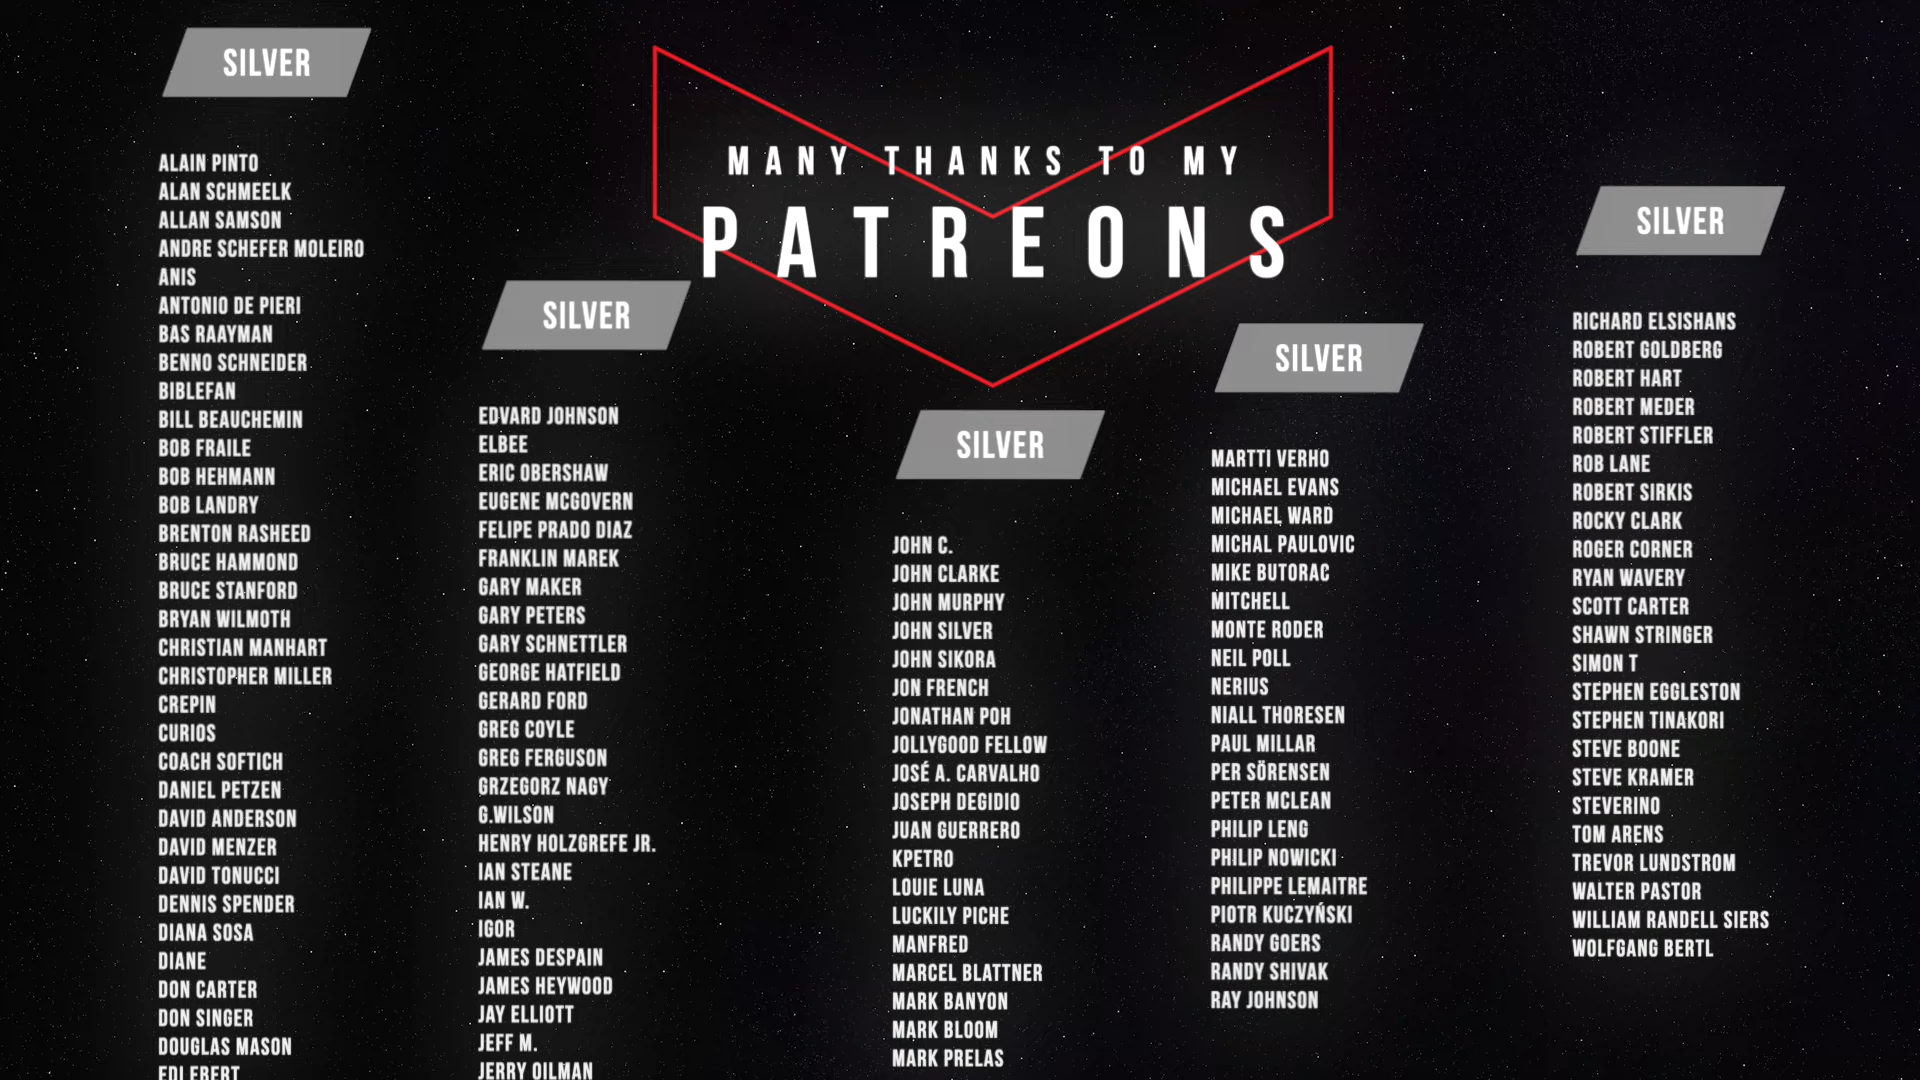 MANY THANKS TO MY
PATREONS
SILVER
ALAIN PINTO
ALAN SCHMEELK
ALLAN SAMSON
ANDRE SCHEFER MOLEIRO
ANIS
ANTONIO DE PIERI
BAS RAAYMAN
BENNO SCHNEIDER
BIBLEFAN
BILL BEAUCHEMIN
BOB FRAILE
BOB HEHMANN
BOB LANDRY
BRENTON RASHEED
BRUCE HAMMOND
BRUCE STANFORD
BRYAN WILMOTH
CHRISTIAN MANHART
CHRISTOPHER MILLER
CREPIN
CURIOS
COACH SOFTICH
DANIEL PETZEN
DAVID ANDERSON
DAVID MENZER
DAVID TONUCCI
DENNIS SPENDER
DIANA SOSA
DIANE
DON CARTER
DON SINGER
DOUGLAS MASON
SILVER
EDVARD JOHNSON
ELBEE
ERIC OBERSHAW
EUGENE MCGOVERN
FELIPE PRADO DIAZ
FRANKLIN MAREK
GARY MAKER
GARY PETERS
GARY SCHNETTLER
GEORGE HATFIELD
GERARD FORD
GREG COYLE
GREG FERGUSON
GRZEGORZ NAGY
G.WILSON
HENRY HOLZGREFE JR.
IAN STEANE
IAN W.
IGOR
JAMES DESPAIN
JAMES HEYWOOD
JAY ELLIOTT
JEFF M.
JERRY OILMAN
SILVER
JOHN C.
JOHN CLARKE
JOHN MURPHY
JOHN SILVER
JOHN SIKORA
JON FRENCH
JONATHAN POH
JOLLYGOOD FELLOW
JOSÉ A. CARVALHO
JOSEPH DEGIDIO
JUAN GUERRERO
KPETRO
LOUIE LUNA
LUCKILY PICHE
MANFRED
MARCEL BLATTNER
MARK BANYON
MARK BLOOM
MARK PRELAS
SILVER
MARTTI VERHO
MICHAEL EVANS
MICHAEL WARD
MICHAL PAULOVIC
MIKE BUTORAC
MITCHELL
MONTE RODER
NEIL POLL
NERIUS
NIALL THORESEN
PAUL MILLAR
PER SÖRENSEN
PETER MCLEAN
PHILIP LENG
PHILIP NOWICKI
PHILIPPE LEMAITRE
PIOTR KUCZYŃSKI
RANDY GOERS
RANDY SHIVAK
RAY JOHNSON
SILVER
RICHARD ELSISHANS
ROBERT GOLDBERG
ROBERT HART
ROBERT MEDER
ROBERT STIFFLER
ROB LANE
ROBERT SIRKIS
ROCKY CLARK
ROGER CORNER
RYAN WAVERY
SCOTT CARTER
SHAWN STRINGER
SIMON T
STEPHEN EGGLESTON
STEPHEN TINAKORI
STEVE BOONE
STEVE KRAMER
STEVERINO
TOM ARENS
TREVOR LUNDSTROM
WALTER PASTOR
WILLIAM RANDELL SIERS
WOLFGANG BERTL